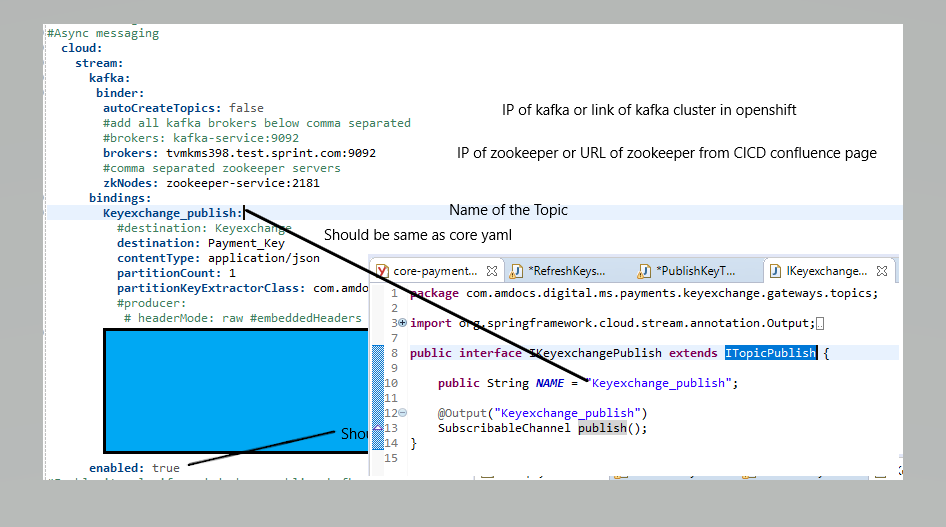 #Async messaging
cloud:
stream:
kafka:
binder:
autoCreateTopics: false
#add all kafka brokers below comma separated
#brokers: kafka-service:9092
brokers: tvmkms398.test.sprint.com:9092
#comma separated zookeeper servers
zkNodes: zookeeper-service:2181
bindings:
Keyexchange_publish:
#destination: Keyexchange
destination: Payment_Key
contentType: application/json
partitionCount: 1
partitionKeyExtractorClass: com.amdo
#producer:
# headerMode: raw #embeddedHeaders
enabled: true
IP of kafka or link of kafka cluster in openshift
IP of zookeeper or URL of zookeeper from CICD confluence page
Name of the Topic
Should be same as core yaml
Shou
core-payment... *RefreshKeys... *PublishKeyT... IKeyexchange...
1 package com.amdocs.digital.ms.payments.keyexchange.gateways.topics;
2
3 import org.springframework.cloud.stream.annotation.Output;
7
8 public interface IKeyexchangePublish extends ITopicPublish {
9
10 public String NAME = "Keyexchange_publish";
11
12 @Output("Keyexchange_publish")
13 SubscribableChannel publish();
14 }
15